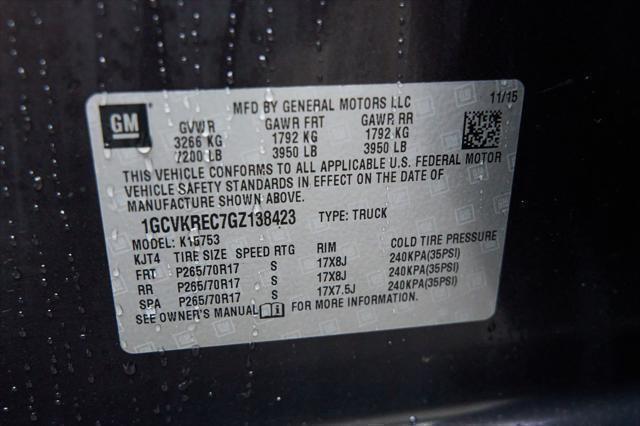 GM
MFD BY GENERAL MOTORS LLC 11/15
GVWR GAWR FRT GAWR RR
3266 KG 1792 KG 1792 KG
7200 LB 3950 LB 3950 LB
THIS VEHICLE CONFORMS TO ALL APPLICABLE U.S. FEDERAL MOTOR
VEHICLE SAFETY STANDARDS IN EFFECT ON THE DATE OF
MANUFACTURE SHOWN ABOVE.
1GCVKREC7GZ138423 TYPE: TRUCK
MODEL: K15753
KJT4 TIRE SIZE SPEED RTG RIM COLD TIRE PRESSURE
FRT P265/70R17 S 17X8J 240KPA(35PSI)
RR P265/70R17 S 17X8J 240KPA(35PSI)
SPA P265/70R17 S 17X7.5J 240KPA(35PSI)
SEE OWNER'S MANUAL FOR MORE INFORMATION.